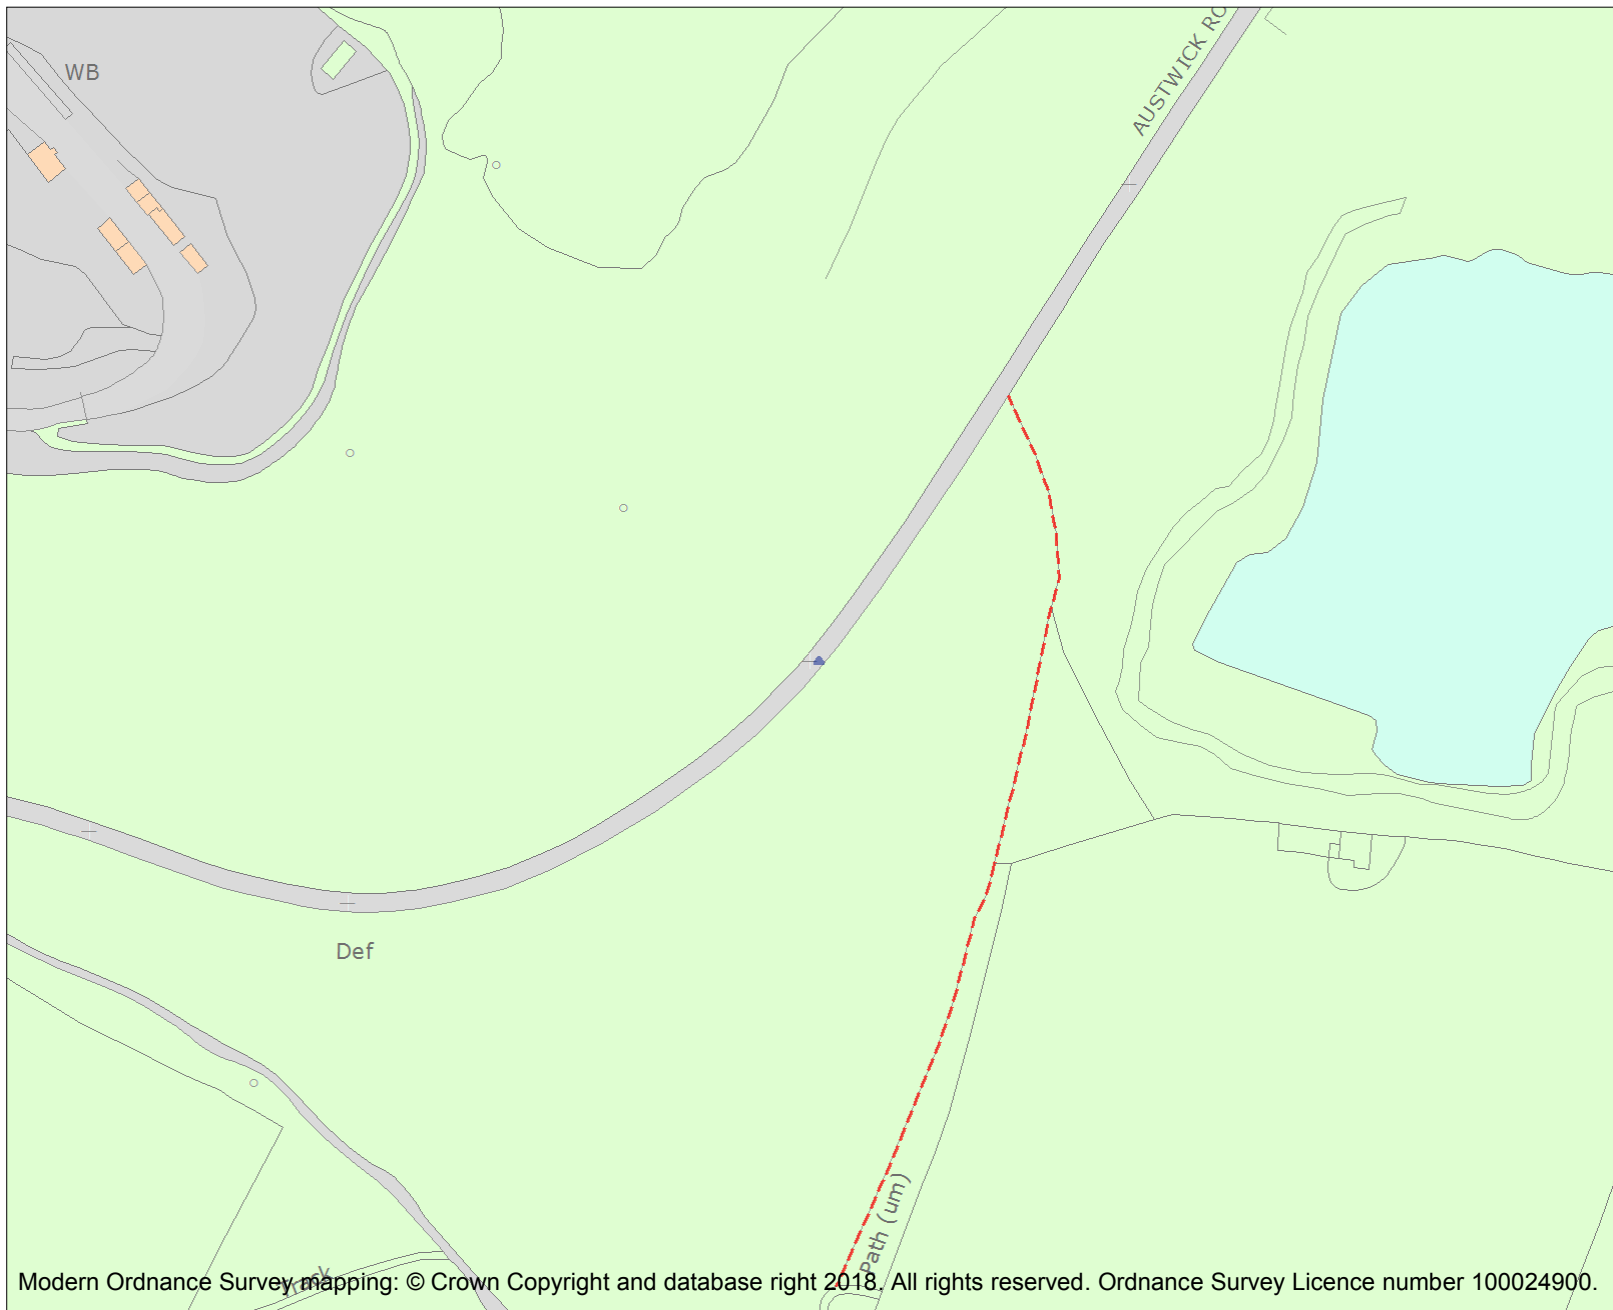 WB
AUSTWICK RO
Def
Path (um)
Track
Modern Ordnance Survey mapping: © Crown Copyright and database right 2018. All rights reserved. Ordnance Survey Licence number 100024900.